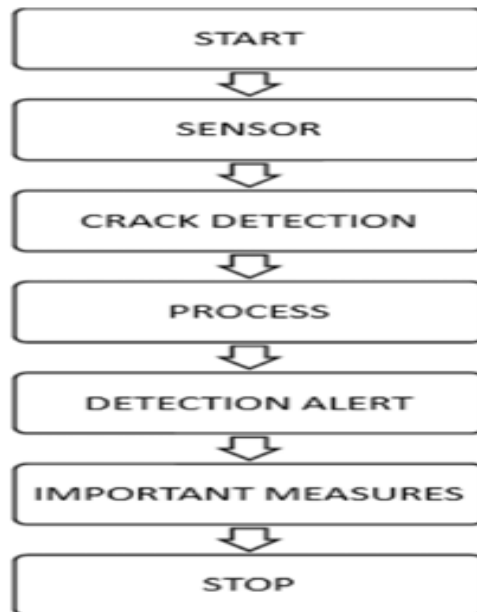 START
SENSOR
CRACK DETECTION
PROCESS
DETECTION ALERT
IMPORTANT MEASURES
STOP